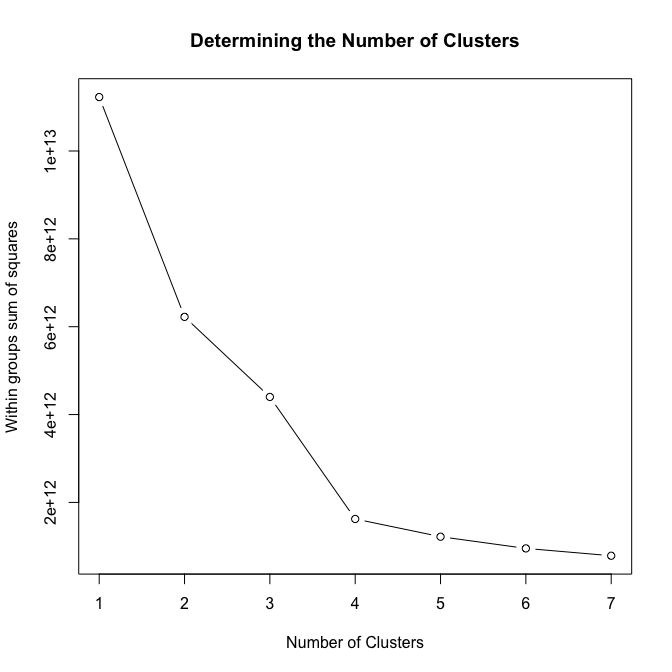 Determining the Number of Clusters
Within groups sum of squares
1e+13
8e+12
6e+12
4e+12
2e+12
1 2 3 4 5 6 7
Number of Clusters